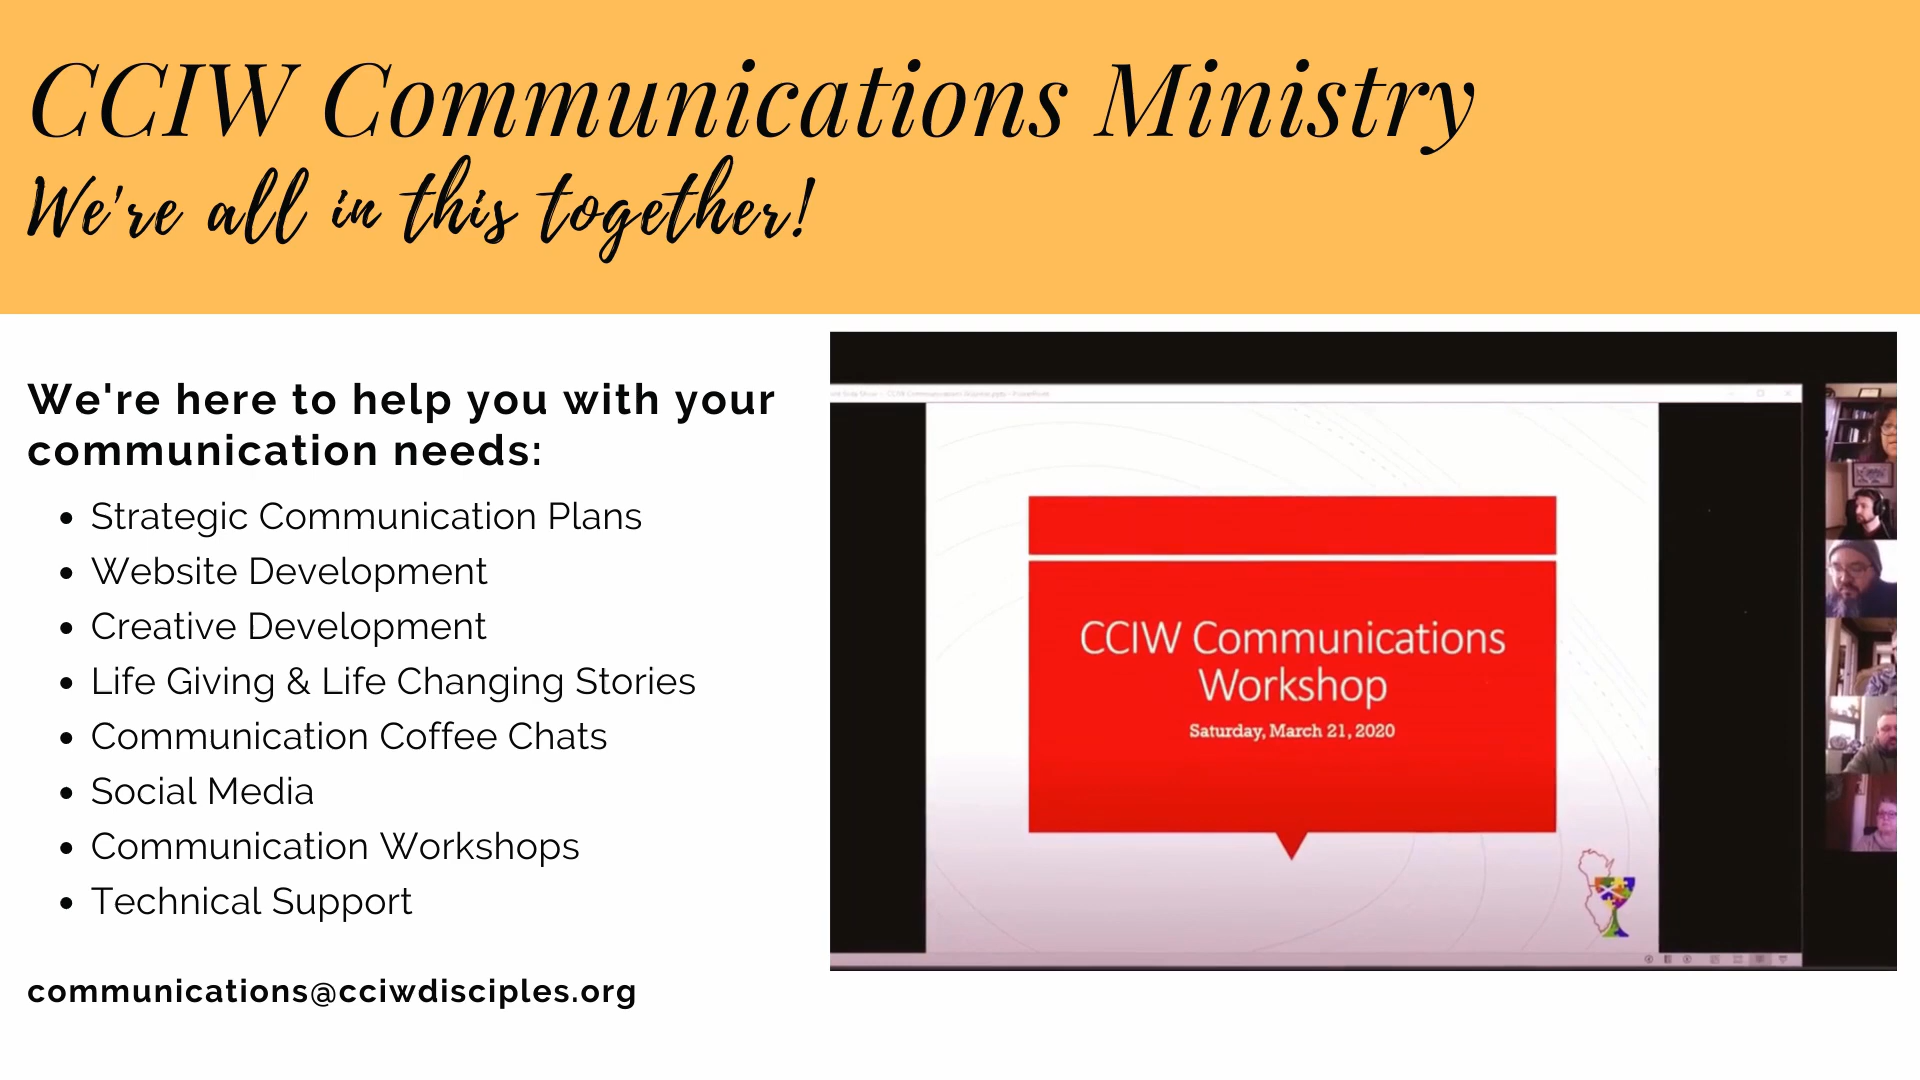 CCIW Communications Ministry
We're all in this together!
We're here to help you with your
communication needs:
• Strategic Communication Plans
• Website Development
• Creative Development
• Life Giving & Life Changing Stories
• Communication Coffee Chats
• Social Media
• Communication Workshops
• Technical Support
communications@cciwdisciples.org
CCIW Communications
Workshop
Saturday, March 21, 2020